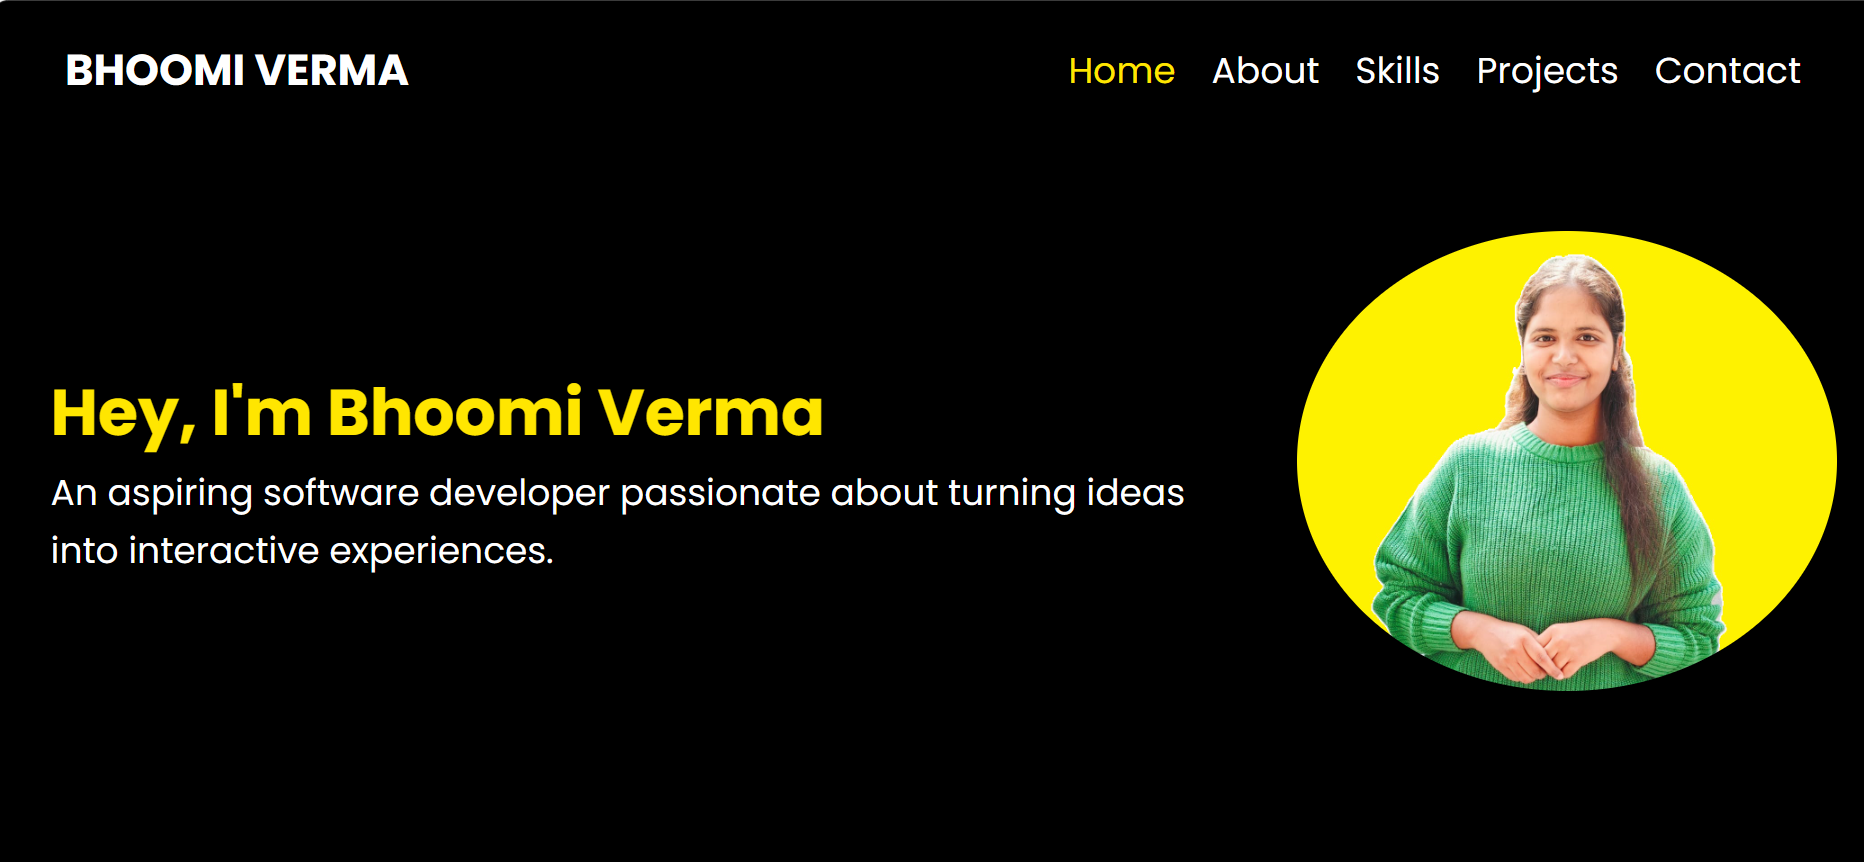 BHOOMI VERMA
Home About Skills Projects Contact
Hey, I'm Bhoomi Verma
An aspiring software developer passionate about turning ideas
into interactive experiences.